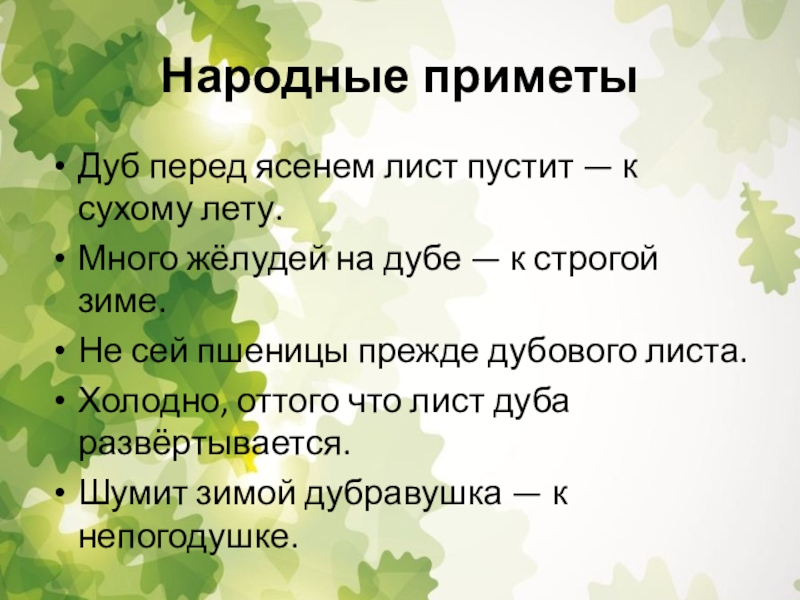 Народные приметы
• Дуб перед ясенем лист пустит — к
сухому лету.
• Много жёлудей на дубе — к строгой
зиме.
• Не сей пшеницы прежде дубового листа.
• Холодно, оттого что лист дуба
развёртывается.
• Шумит зимой дубравушка — к
непогодушке.